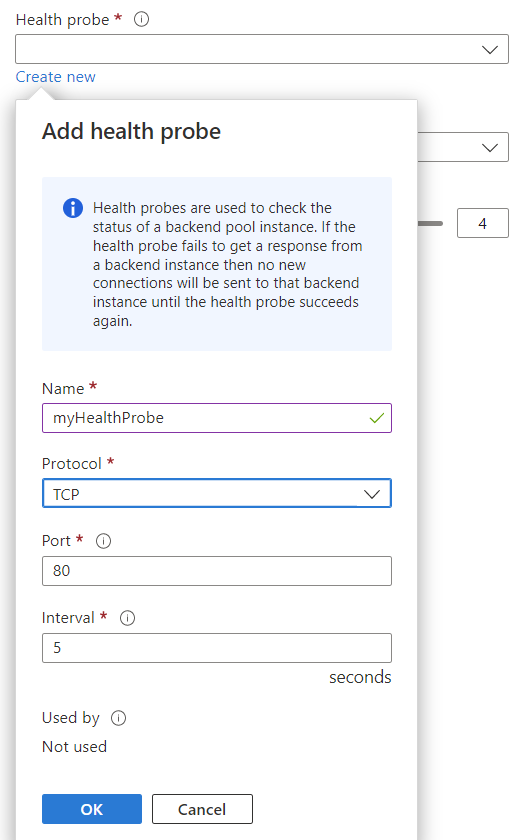 Health probe *
Create new
Add health probe
Health probes are used to check the
status of a backend pool instance. If the
health probe fails to get a response from
a backend instance then no new
connections will be sent to that backend
instance until the health probe succeeds
again.
4
Name *
myHealthProbe
Protocol *
TCP
Port *
80
Interval *
5
seconds
Used by
Not used
OK
Cancel